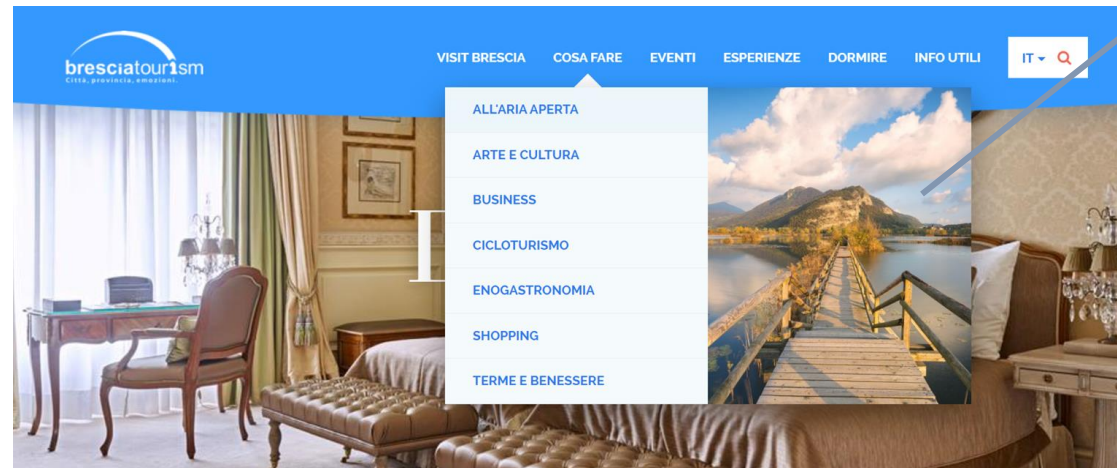 bresciatourism
Città, provincia, emozioni.
VISIT BRESCIA COSA FARE EVENTI ESPERIENZE DORMIRE INFO UTILI IT
ALL'ARIA APERTA
ARTE E CULTURA
BUSINESS
CICLOTURISMO
ENOGASTRONOMIA
SHOPPING
TERME E BENESSERE